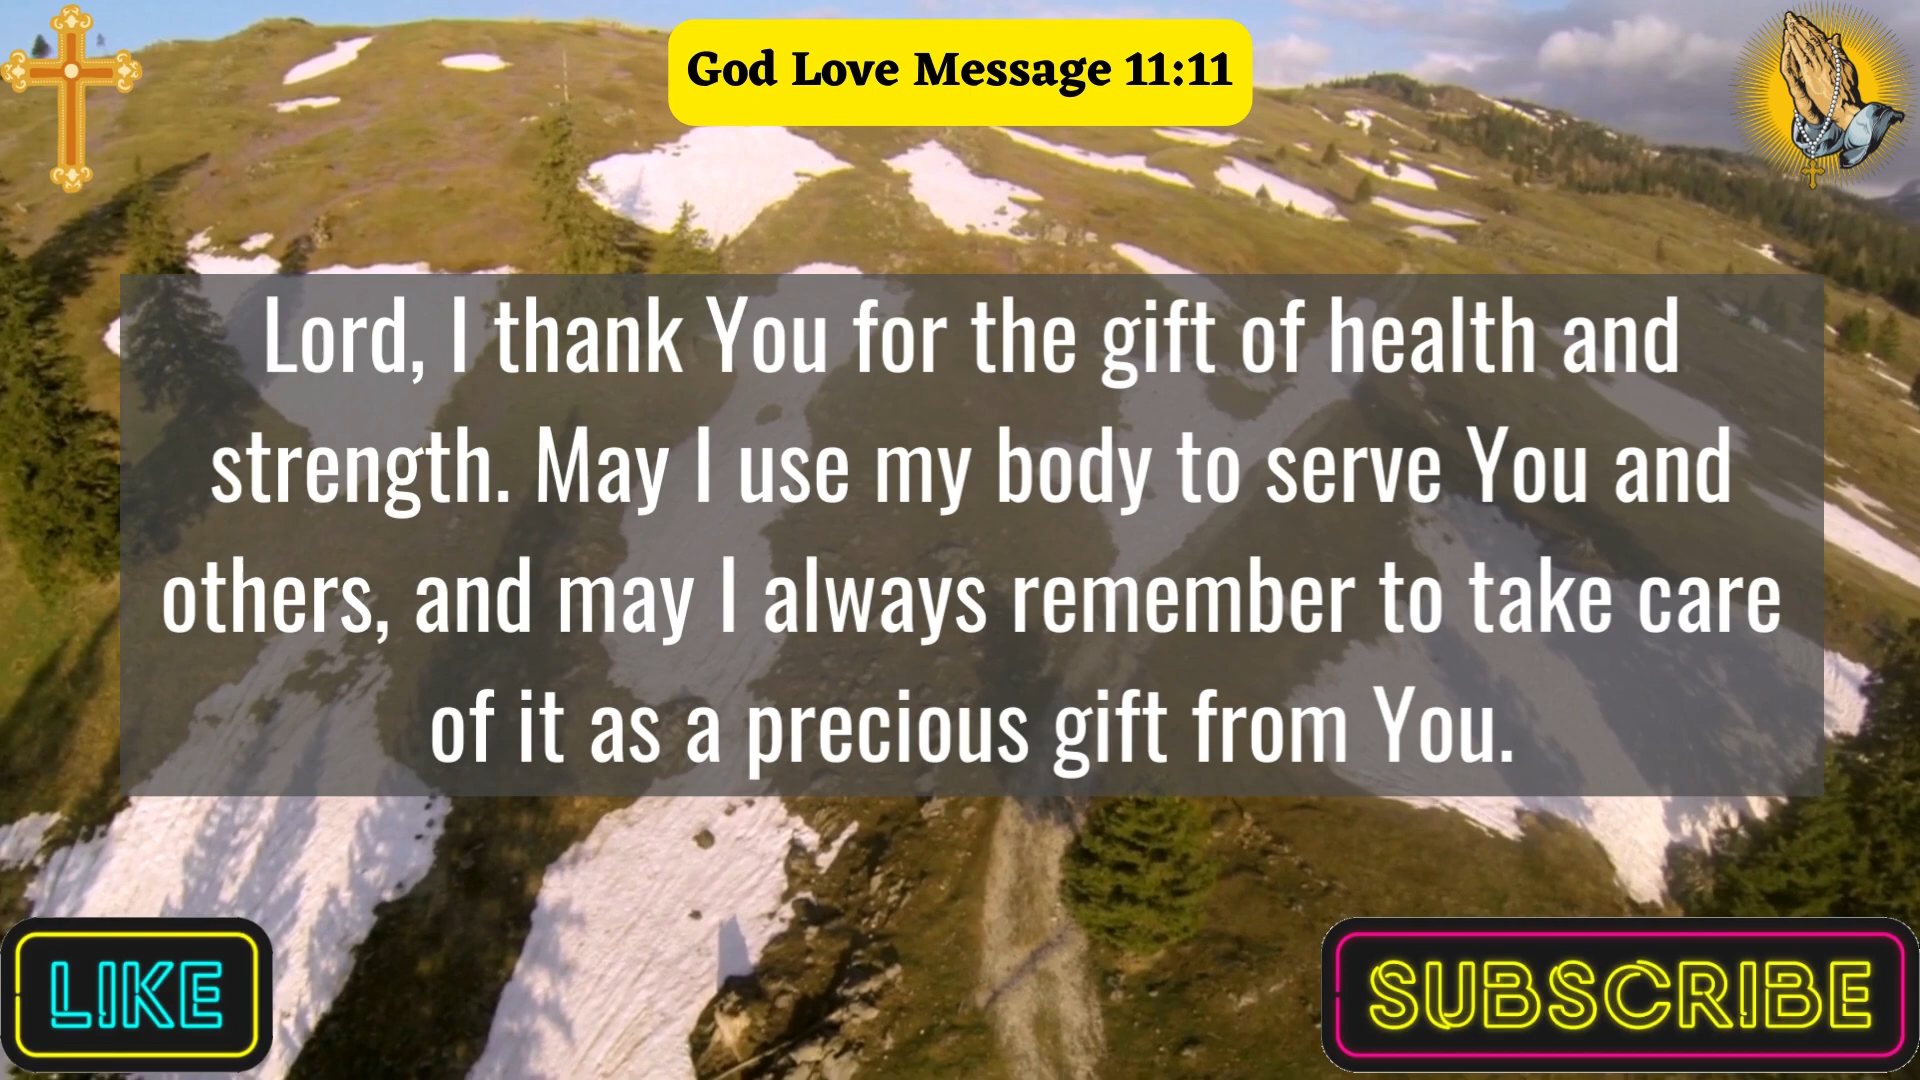 God Love Message 11:11
Lord, I thank You for the gift of health and
strength. May I use my body to serve You and
others, and may I always remember to take care
of it as a precious gift from You.
LIKE
SUBSCRIBE